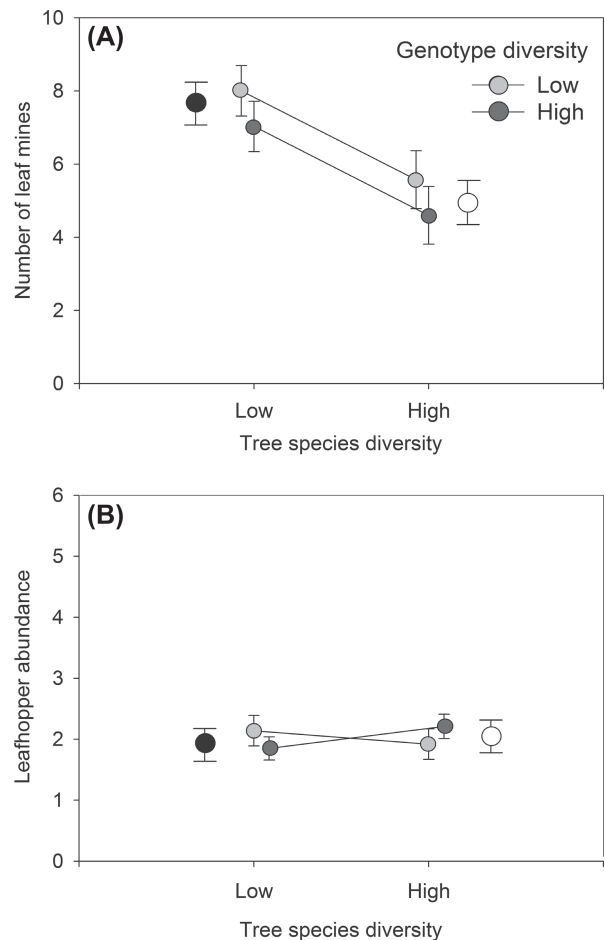 (A)
Genotype diversity
Low
High
Number of leaf mines
10
8
6
4
2
0
Low High
Tree species diversity
(B)
Leafhopper abundance
6
5
4
3
2
1
0
Low High
Tree species diversity